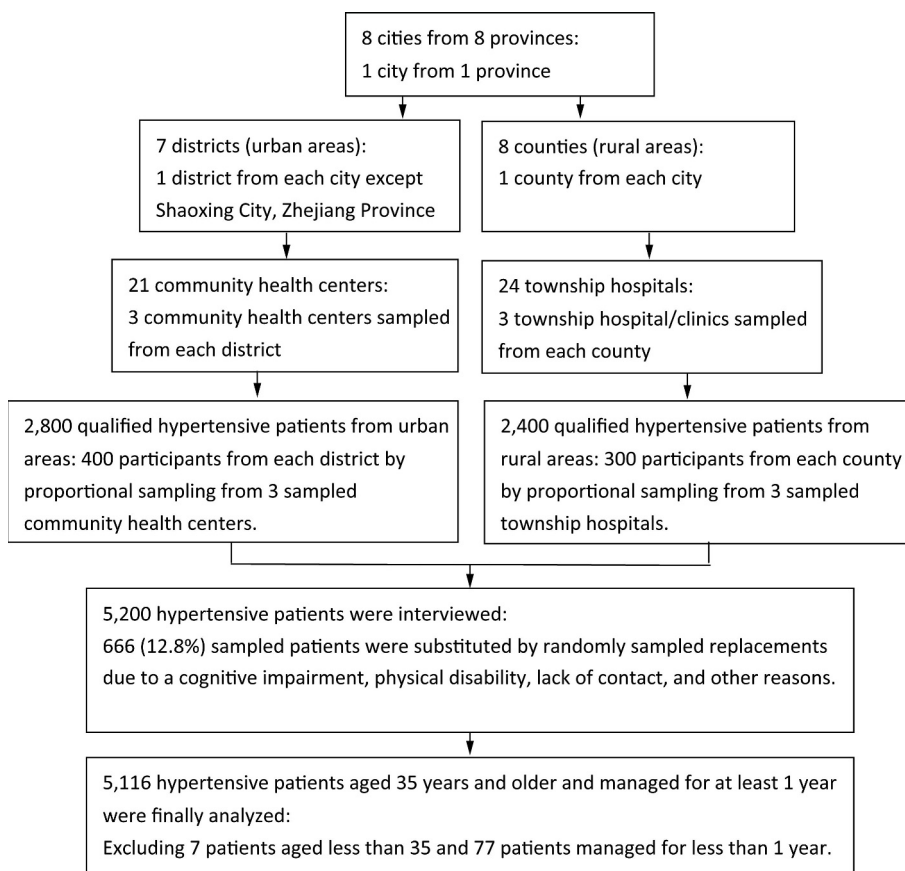 8 cities from 8 provinces:
1 city from 1 province
7 districts (urban areas):
1 district from each city except
Shaoxing City, Zhejiang Province
8 counties (rural areas):
1 county from each city
21 community health centers:
3 community health centers sampled
from each district
24 township hospitals:
3 township hospital/clinics sampled
from each county
2,800 qualified hypertensive patients from urban
areas: 400 participants from each district by
proportional sampling from 3 sampled
community health centers.
2,400 qualified hypertensive patients from
rural areas: 300 participants from each county
by proportional sampling from 3 sampled
township hospitals.
5,200 hypertensive patients were interviewed:
666 (12.8%) sampled patients were substituted by randomly sampled replacements
due to a cognitive impairment, physical disability, lack of contact, and other reasons.
5,116 hypertensive patients aged 35 years and older and managed for at least 1 year
were finally analyzed:
Excluding 7 patients aged less than 35 and 77 patients managed for less than 1 year.